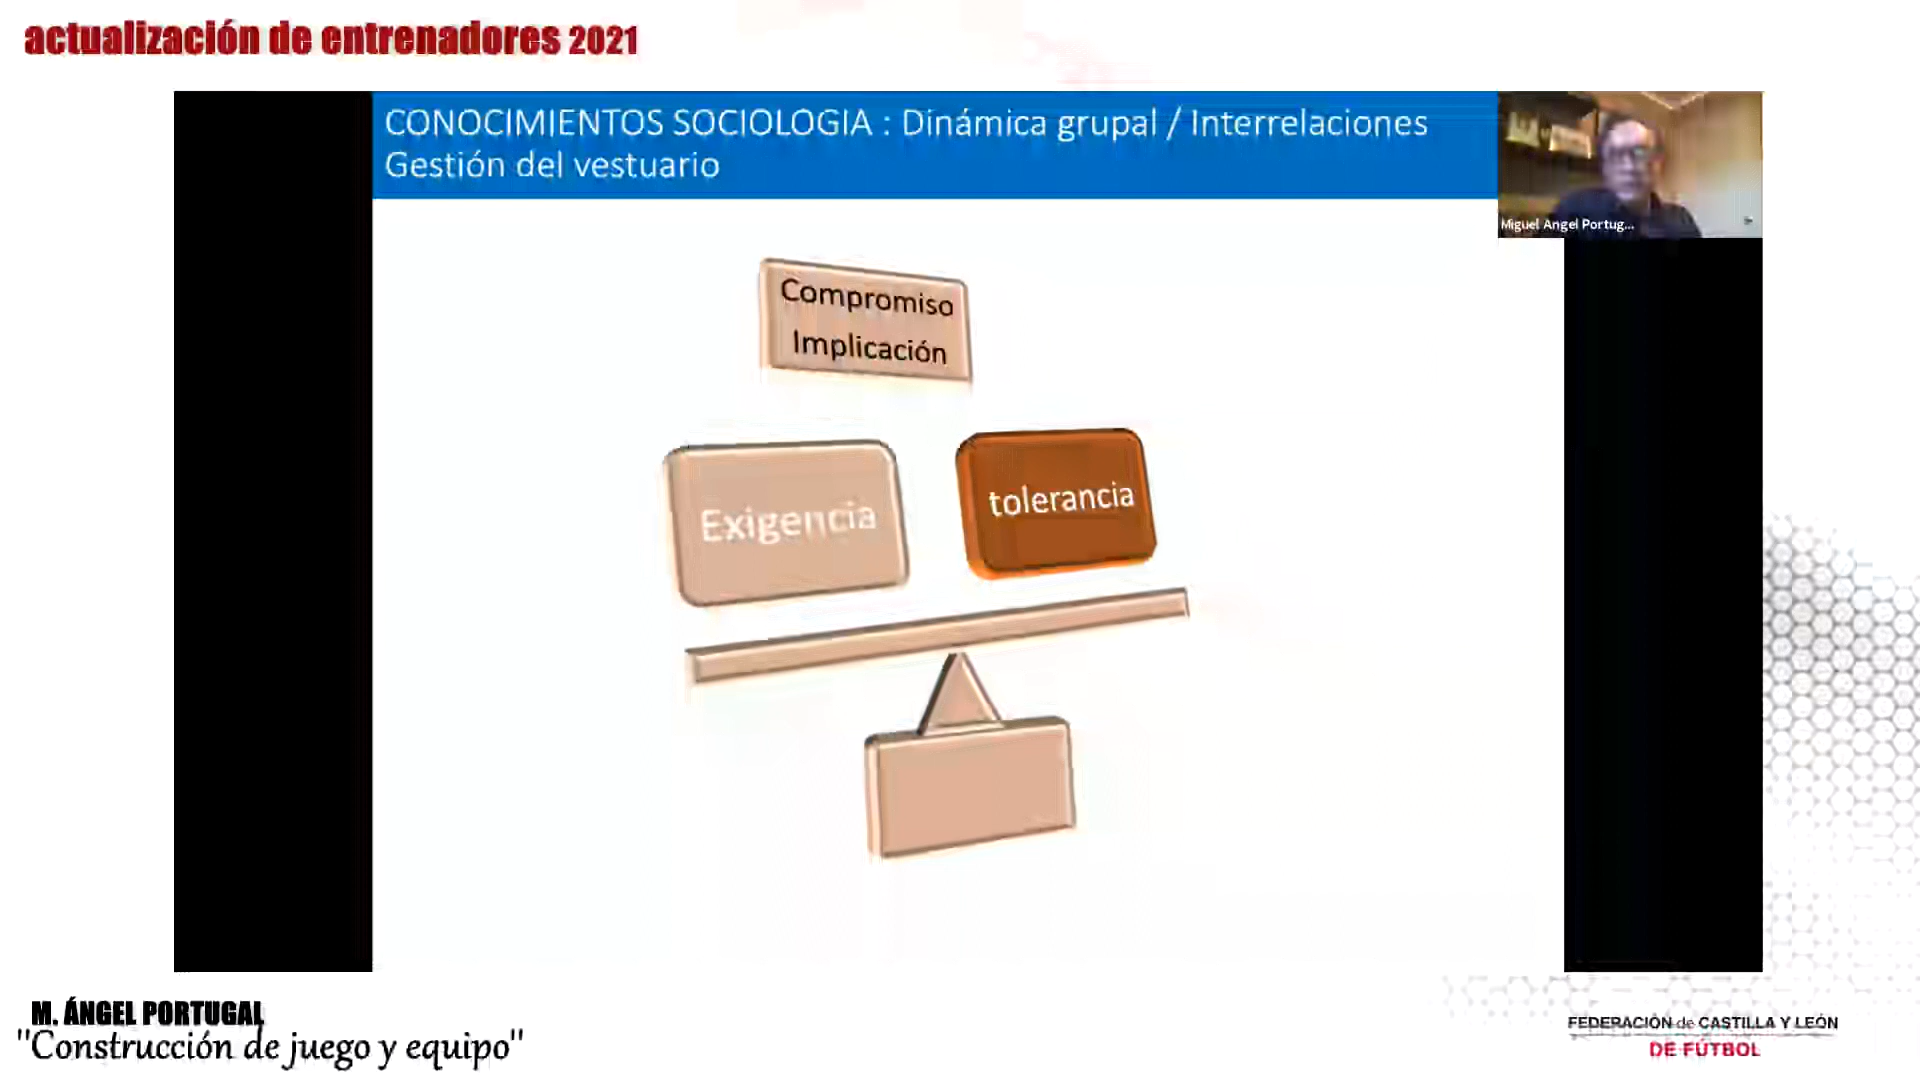 actualización de entrenadores 2021
CONOCIMIENTOS SOCIOLOGIA : Dinámica grupal / Interrelaciones
Gestión del vestuario
Miguel Angel Portug...
Compromiso
Implicación
Exigencia
tolerancia
M. ÁNGEL PORTUGAL
"Construcción de juego y equipo"
FEDERACIÓN de CASTILLA Y LEÓN
DE FÚTBOL